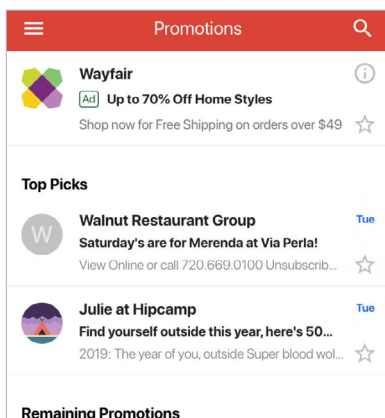 Promotions
Wayfair
Ad Up to 70% Off Home Styles
Shop now for Free Shipping on orders over $49
Top Picks
W
Walnut Restaurant Group Tue
Saturday's are for Merenda at Via Perla!
View Online or call 720.669.0100 Unsubscrib...
Julie at Hipcamp Tue
Find yourself outside this year, here's 50...
2019: The year of you, outside Super blood wol...
Remaining Promotions